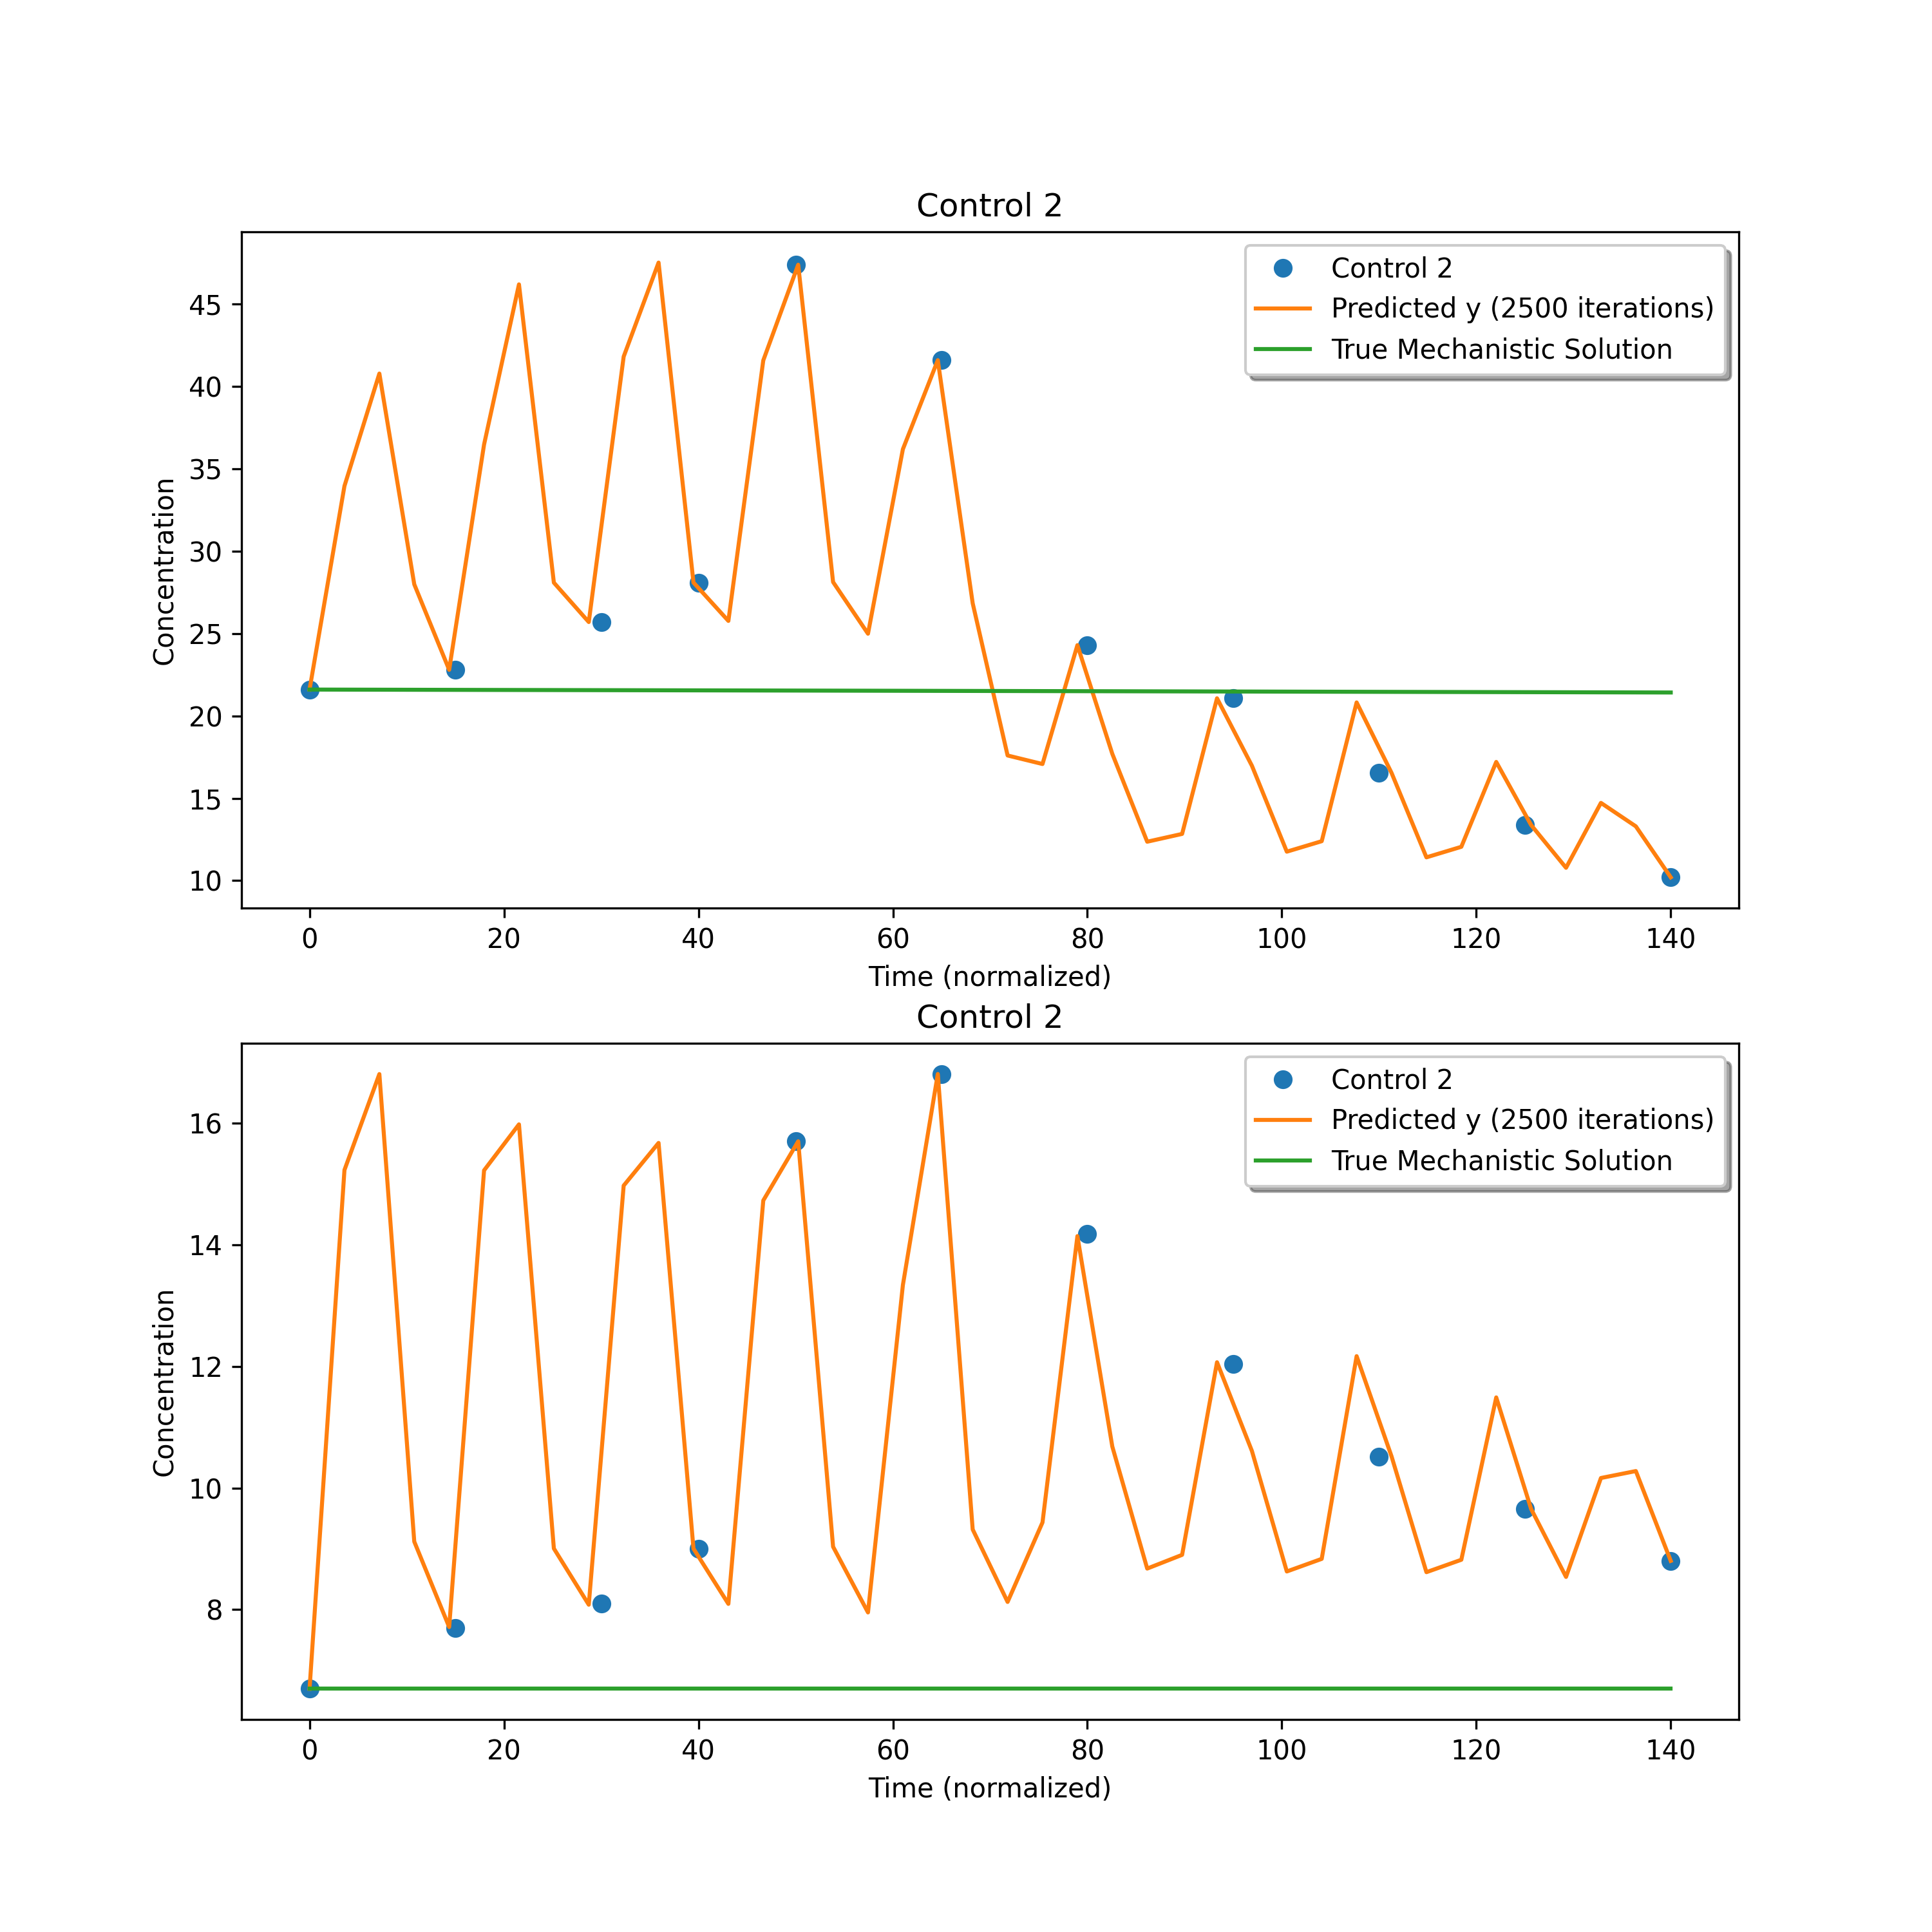 Control 2
Control 2
Predicted y (2500 iterations)
True Mechanistic Solution
Concentration
45
40
35
30
25
20
15
10
0 20 40 60 80 100 120 140
Time (normalized)
Control 2
Control 2
Predicted y (2500 iterations)
True Mechanistic Solution
Concentration
16
14
12
10
8
0 20 40 60 80 100 120 140
Time (normalized)